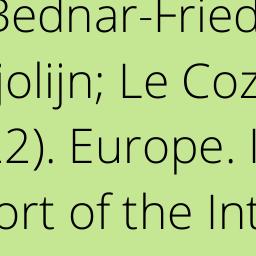 Bednar-Fried
jolijn; Le Coz
2). Europe. I
ort of the Int